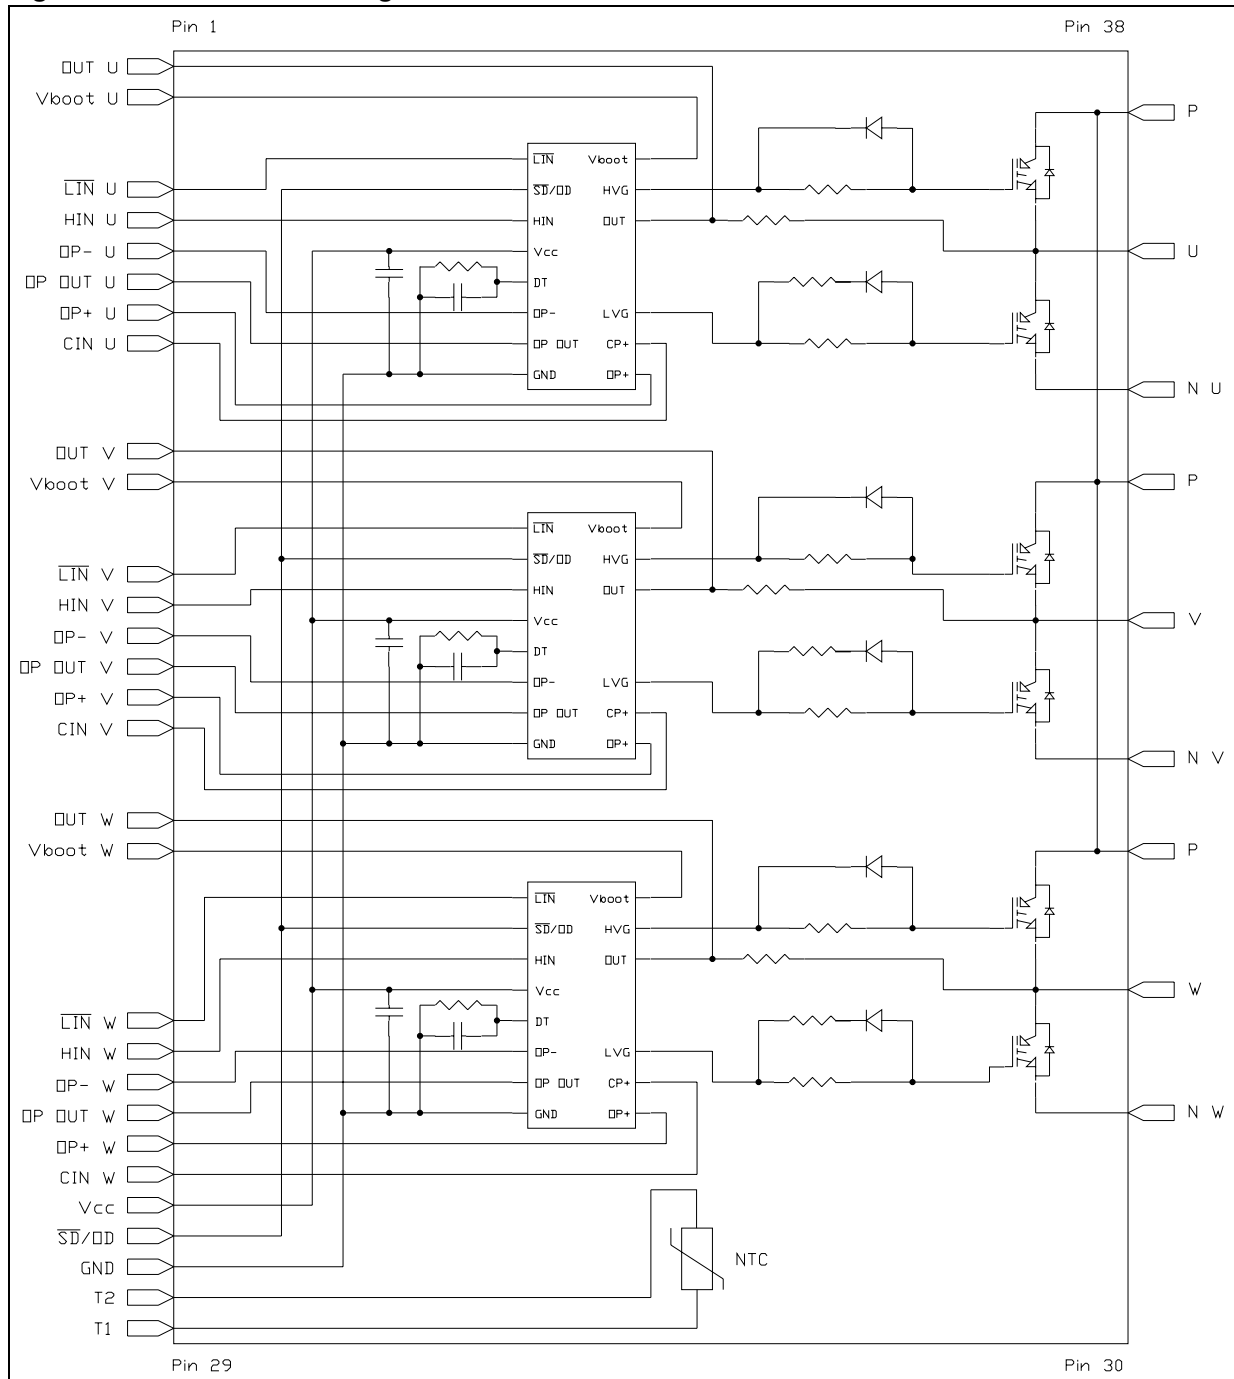 Pin 1
Pin 38
OUT U
Vboot U
LIN U
HIN U
OP- U
OP OUT U
OP+ U
CIN U
LIN
SD/OD
HIN
Vcc
DT
OP-
OP OUT
GND
Vboot
HVG
OUT
LVG
CP+
OP+
P
U
N U
OUT V
Vboot V
LIN V
HIN V
OP- V
OP OUT V
OP+ V
CIN V
LIN
SD/OD
HIN
Vcc
DT
OP-
OP OUT
GND
Vboot
HVG
OUT
LVG
CP+
OP+
P
V
N V
OUT W
Vboot W
LIN W
HIN W
OP- W
OP OUT W
OP+ W
CIN W
Vcc
SD/OD
GND
T2
T1
LIN
SD/OD
HIN
Vcc
DT
OP-
OP OUT
GND
Vboot
HVG
OUT
LVG
CP+
OP+
P
W
N W
NTC
Pin 29
Pin 30